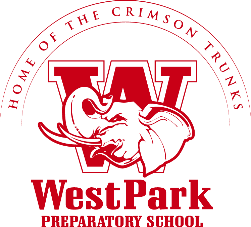 HOME OF THE CRIMSON TRUNKS
W
WestPark
PREPARATORY SCHOOL